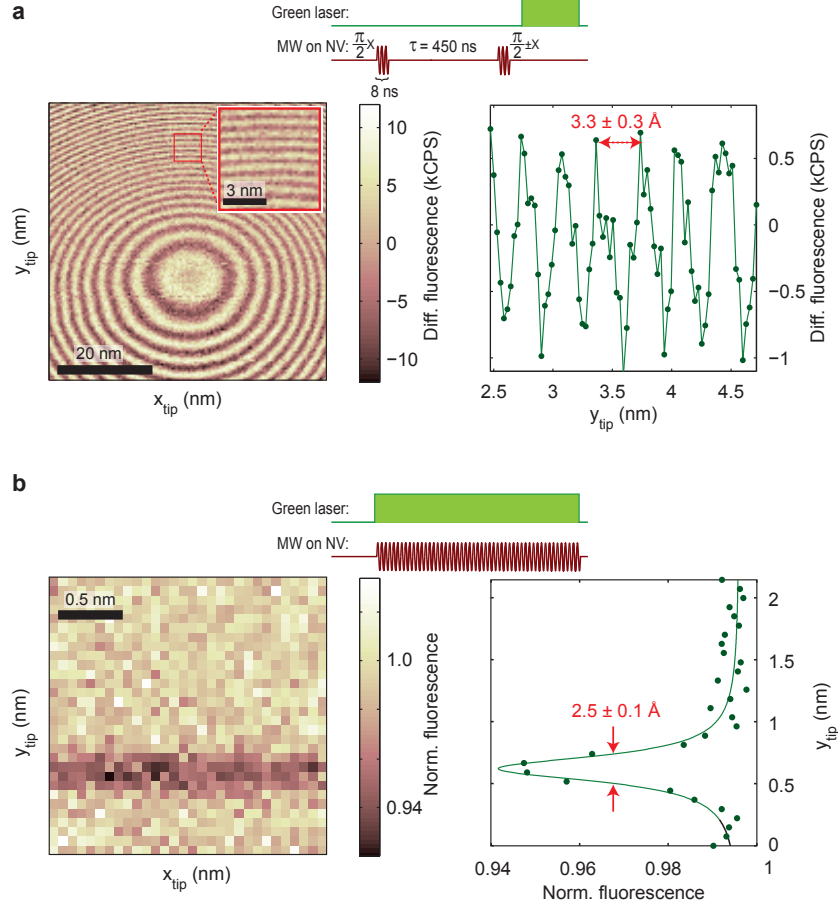 a
Green laser:
MW on NV: π/2 X τ = 450 ns π/2 ±X
8 ns
3 nm
20 nm
y_tip (nm)
x_tip (nm)
10
5
0
−5
−10
Diff. fluorescence (kCPS)
3.3 ± 0.3 Å
0.5
0
−0.5
−1
Diff. fluorescence (kCPS)
2.5 3 3.5 4 4.5
y_tip (nm)
b
Green laser:
MW on NV:
0.5 nm
y_tip (nm)
x_tip (nm)
1.0
0.94
Norm. fluorescence
2.5 ± 0.1 Å
2
1.5
1
0.5
0
y_tip (nm)
0.94 0.96 0.98 1
Norm. fluorescence